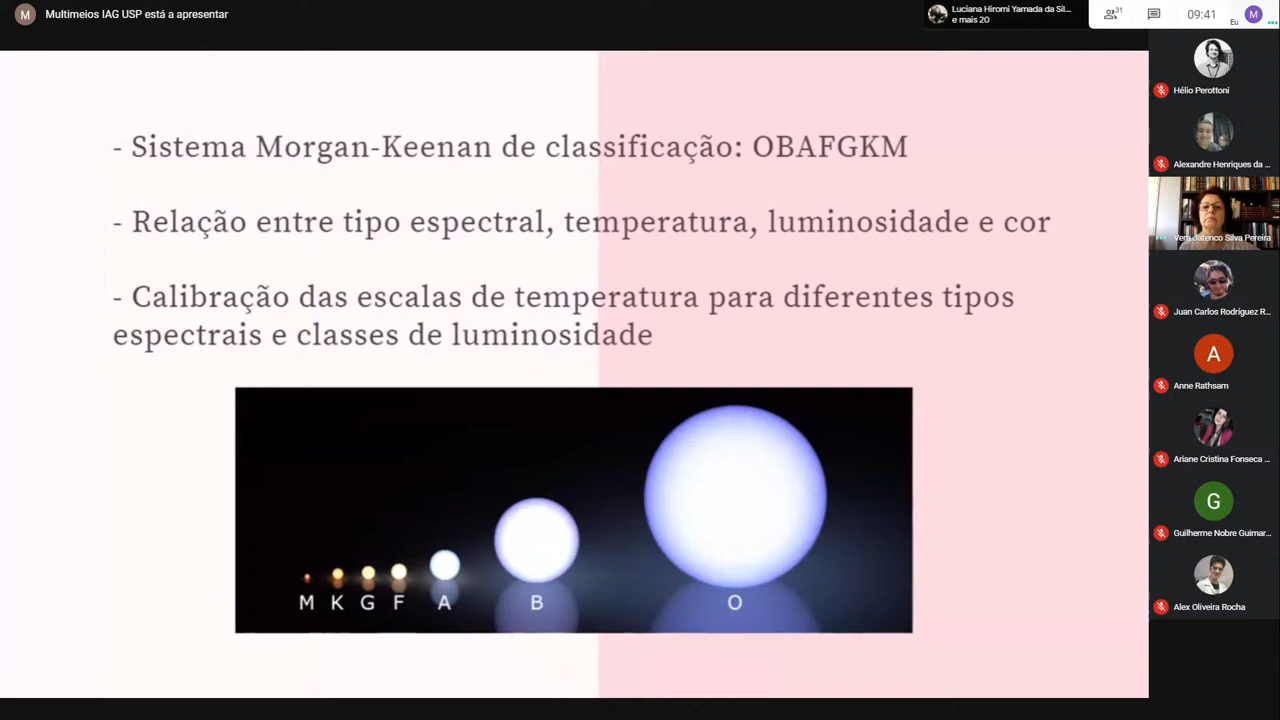 M
Multimeios IAG USP está a apresentar
Luciana Hiromi Yamada da Sil...
e mais 20
31
09:41
Eu
M
- Sistema Morgan-Keenan de classificação: OBAFGKM
- Relação entre tipo espectral, temperatura, luminosidade e cor
- Calibração das escalas de temperatura para diferentes tipos
espectrais e classes de luminosidade
M K G F A B O
Hélio Perottoni
Alexandre Henriques da ...
Vera Jatenco Silva Pereira
Juan Carlos Rodríguez R...
A
Anne Rathsam
Ariane Cristina Fonseca ...
G
Guilherme Nobre Guimar...
Alex Oliveira Rocha